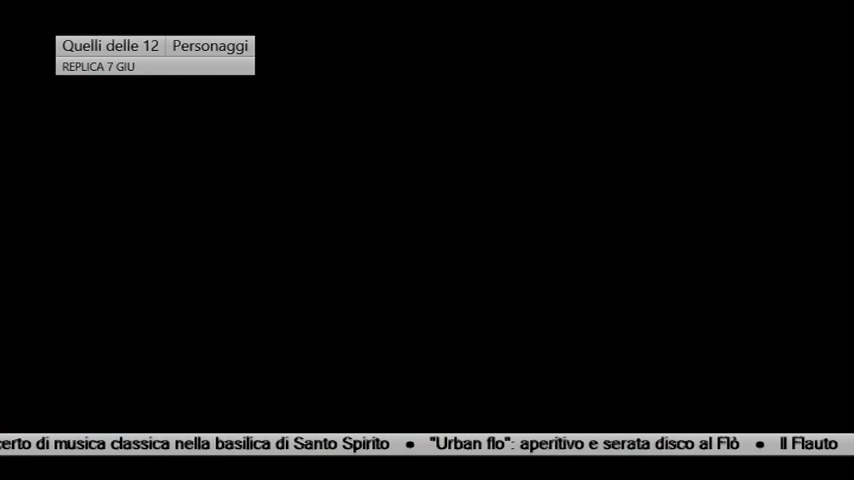 Quelli delle 12 Personaggi
REPLICA 7 GIU
certo di musica classica nella basilica di Santo Spirito • "Urban flo": aperitivo e serata disco al Flò • Il Flauto